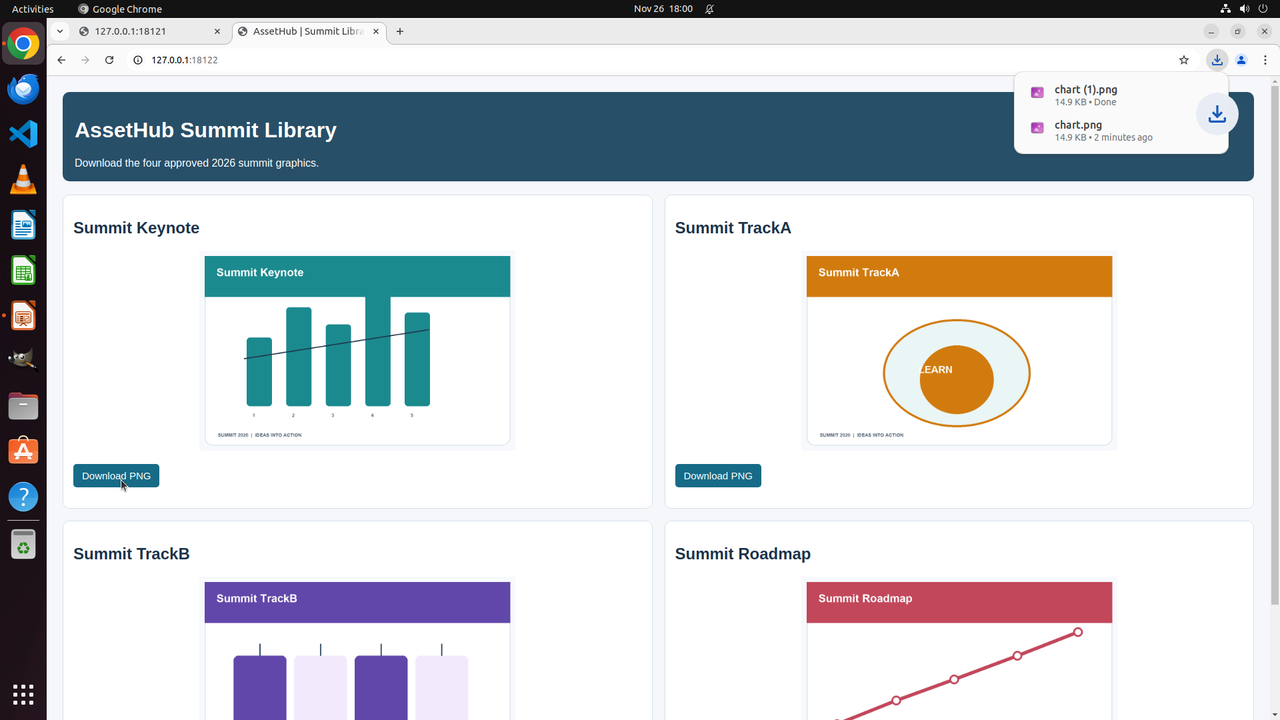 Activities
Google Chrome
Nov 26 18:00
127.0.0.1:18121
AssetHub | Summit Libra
127.0.0.1:18122
chart (1).png
14.9 KB • Done
chart.png
14.9 KB • 2 minutes ago
AssetHub Summit Library
Download the four approved 2026 summit graphics.
Summit Keynote
Summit Keynote
1 2 3 4 5
SUMMIT 2026 | IDEAS INTO ACTION
Download PNG
Summit TrackA
Summit TrackA
LEARN
SUMMIT 2026 | IDEAS INTO ACTION
Download PNG
Summit TrackB
Summit TrackB
Summit Roadmap
Summit Roadmap